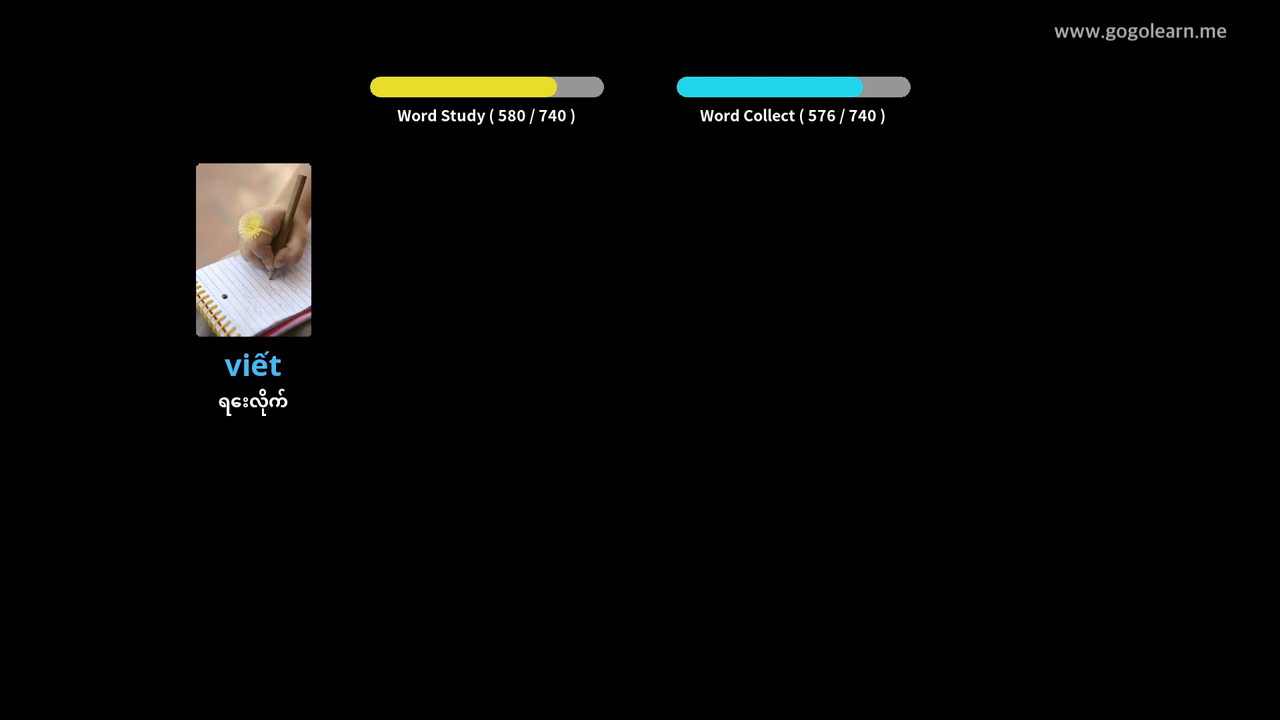 www.gogolearn.me
Word Study ( 580 / 740 )
Word Collect ( 576 / 740 )
viết
ရေးလိုက်